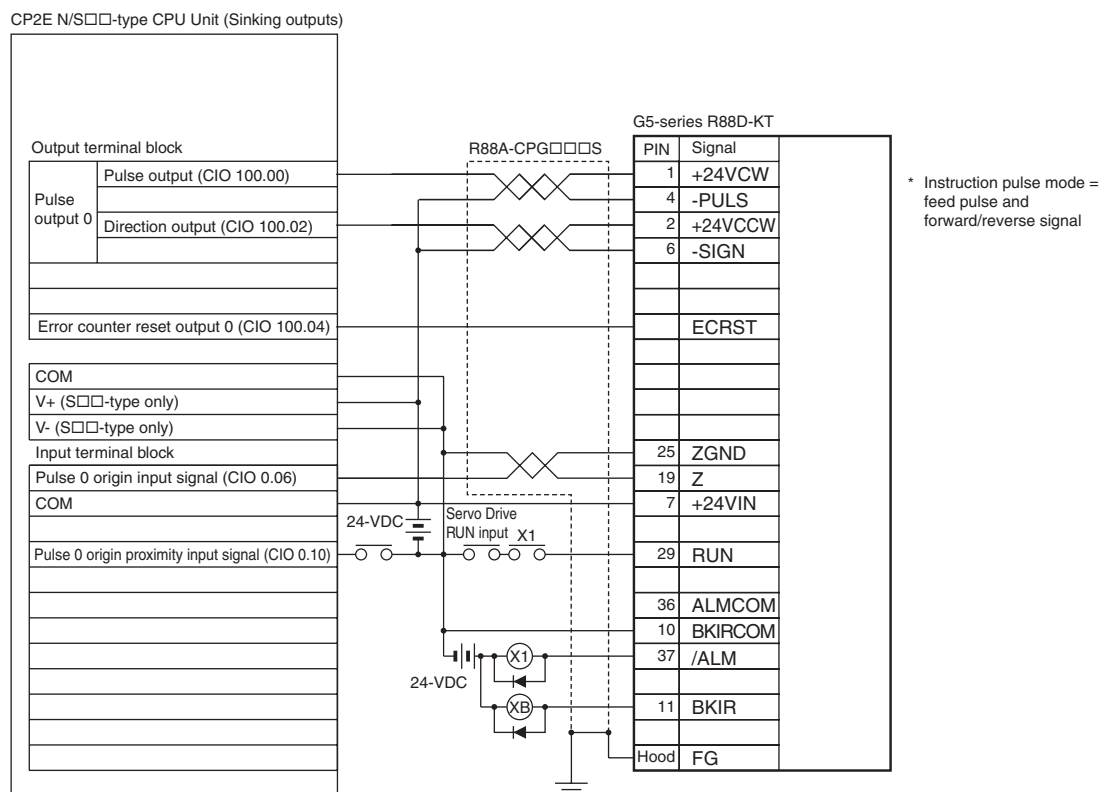 CP2E N/S□□-type CPU Unit (Sinking outputs)
G5-series R88D-KT
Output terminal block
R88A-CPG□□□S
PIN Signal
Pulse output 0
Pulse output (CIO 100.00)
1 +24VCW
4 -PULS
Direction output (CIO 100.02)
2 +24VCCW
6 -SIGN
* Instruction pulse mode =
feed pulse and
forward/reverse signal
Error counter reset output 0 (CIO 100.04)
ECRST
COM
V+ (S□□-type only)
V- (S□□-type only)
Input terminal block
25 ZGND
Pulse 0 origin input signal (CIO 0.06)
19 Z
COM
7 +24VIN
24-VDC
Servo Drive
RUN input X1
Pulse 0 origin proximity input signal (CIO 0.10)
29 RUN
36 ALMCOM
10 BKIRCOM
X1
37 /ALM
24-VDC
XB
11 BKIR
Hood FG